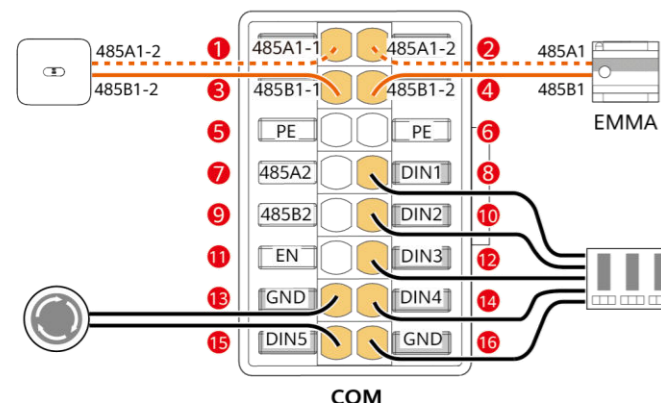 485A1-2 1 485A1-1 485A1-2 2 485A1
485B1-2 3 485B1-1 485B1-2 4 485B1
EMMA
5 PE PE 6
7 485A2 DIN1 8
9 485B2 DIN2 10
11 EN DIN3 12
13 GND DIN4 14
15 DIN5 GND 16
COM